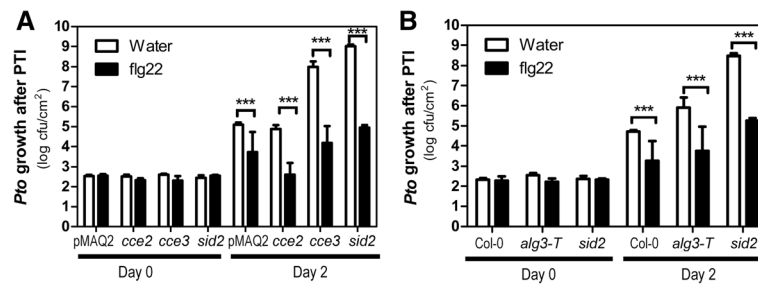 A
Pto growth after PTI
(log cfu/cm2)
10
9
8
7
6
5
4
3
2
1
0
Water
flg22
***
***
***
***
pMAQ2 cce2 cce3 sid2 pMAQ2 cce2 cce3 sid2
Day 0 Day 2
B
Pto growth after PTI
(log cfu/cm2)
10
9
8
7
6
5
4
3
2
1
0
Water
flg22
***
***
***
Col-0 alg3-T sid2 Col-0 alg3-T sid2
Day 0 Day 2